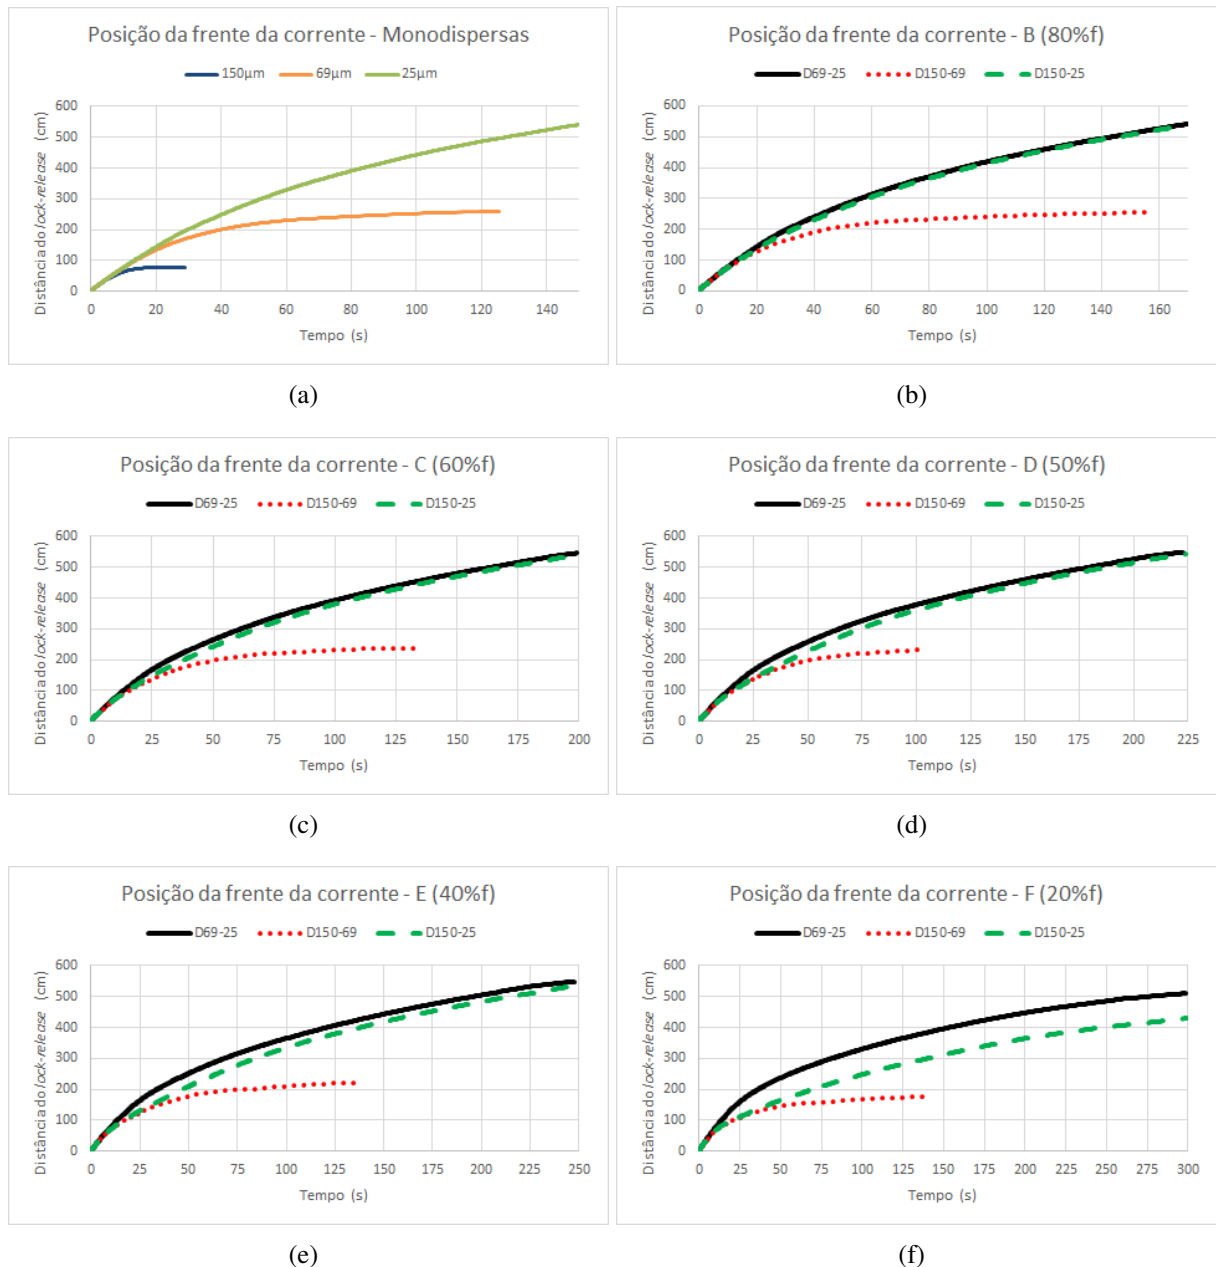 Posição da frente da corrente - Monodispersas
150µm 69µm 25µm
Distância do lock-release (cm)
600
500
400
300
200
100
0
0 20 40 60 80 100 120 140
Tempo (s)
(a)
Posição da frente da corrente - B (80%f)
D69-25 D150-69 D150-25
Distância do lock-release (cm)
600
500
400
300
200
100
0
0 20 40 60 80 100 120 140 160
Tempo (s)
(b)
Posição da frente da corrente - C (60%f)
D69-25 D150-69 D150-25
Distância do lock-release (cm)
600
500
400
300
200
100
0
0 25 50 75 100 125 150 175 200
Tempo (s)
(c)
Posição da frente da corrente - D (50%f)
D69-25 D150-69 D150-25
Distância do lock-release (cm)
600
500
400
300
200
100
0
0 25 50 75 100 125 150 175 200 225
Tempo (s)
(d)
Posição da frente da corrente - E (40%f)
D69-25 D150-69 D150-25
Distância do lock-release (cm)
600
500
400
300
200
100
0
0 25 50 75 100 125 150 175 200 225 250
Tempo (s)
(e)
Posição da frente da corrente - F (20%f)
D69-25 D150-69 D150-25
Distância do lock-release (cm)
600
500
400
300
200
100
0
0 25 50 75 100 125 150 175 200 225 250 275 300
Tempo (s)
(f)